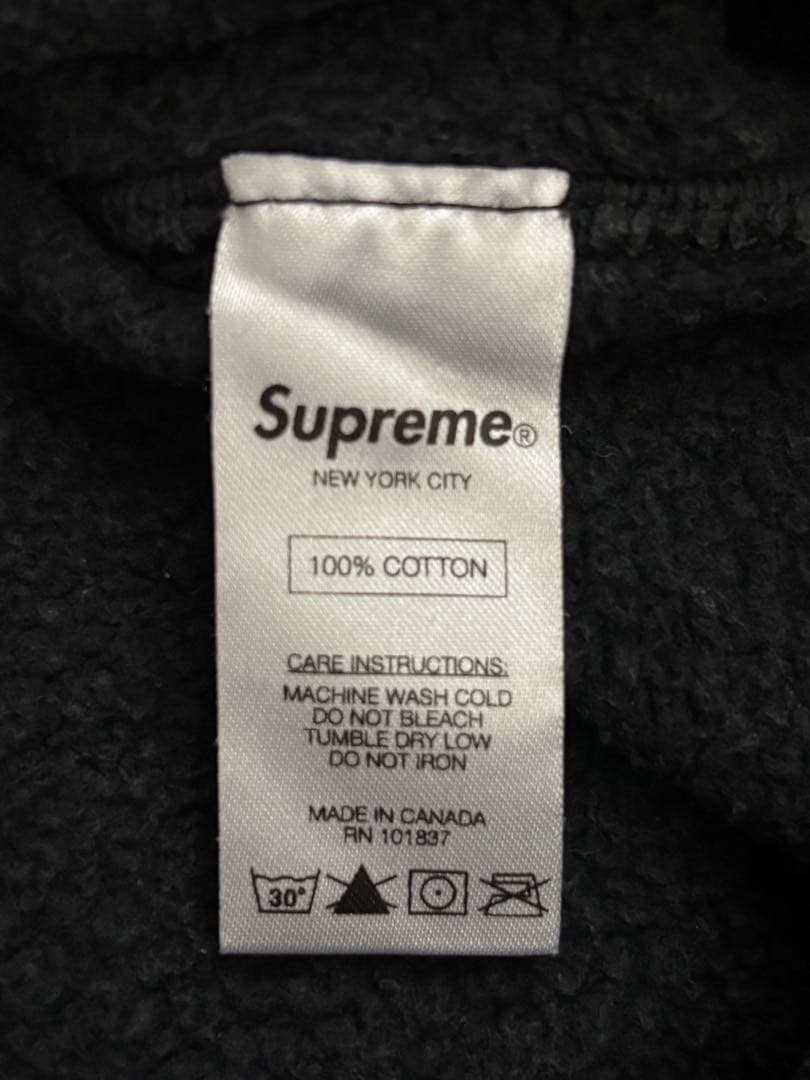 Supreme®
NEW YORK CITY
100% COTTON
CARE INSTRUCTIONS:
MACHINE WASH COLD
DO NOT BLEACH
TUMBLE DRY LOW
DO NOT IRON
MADE IN CANADA
RN 101837
30°